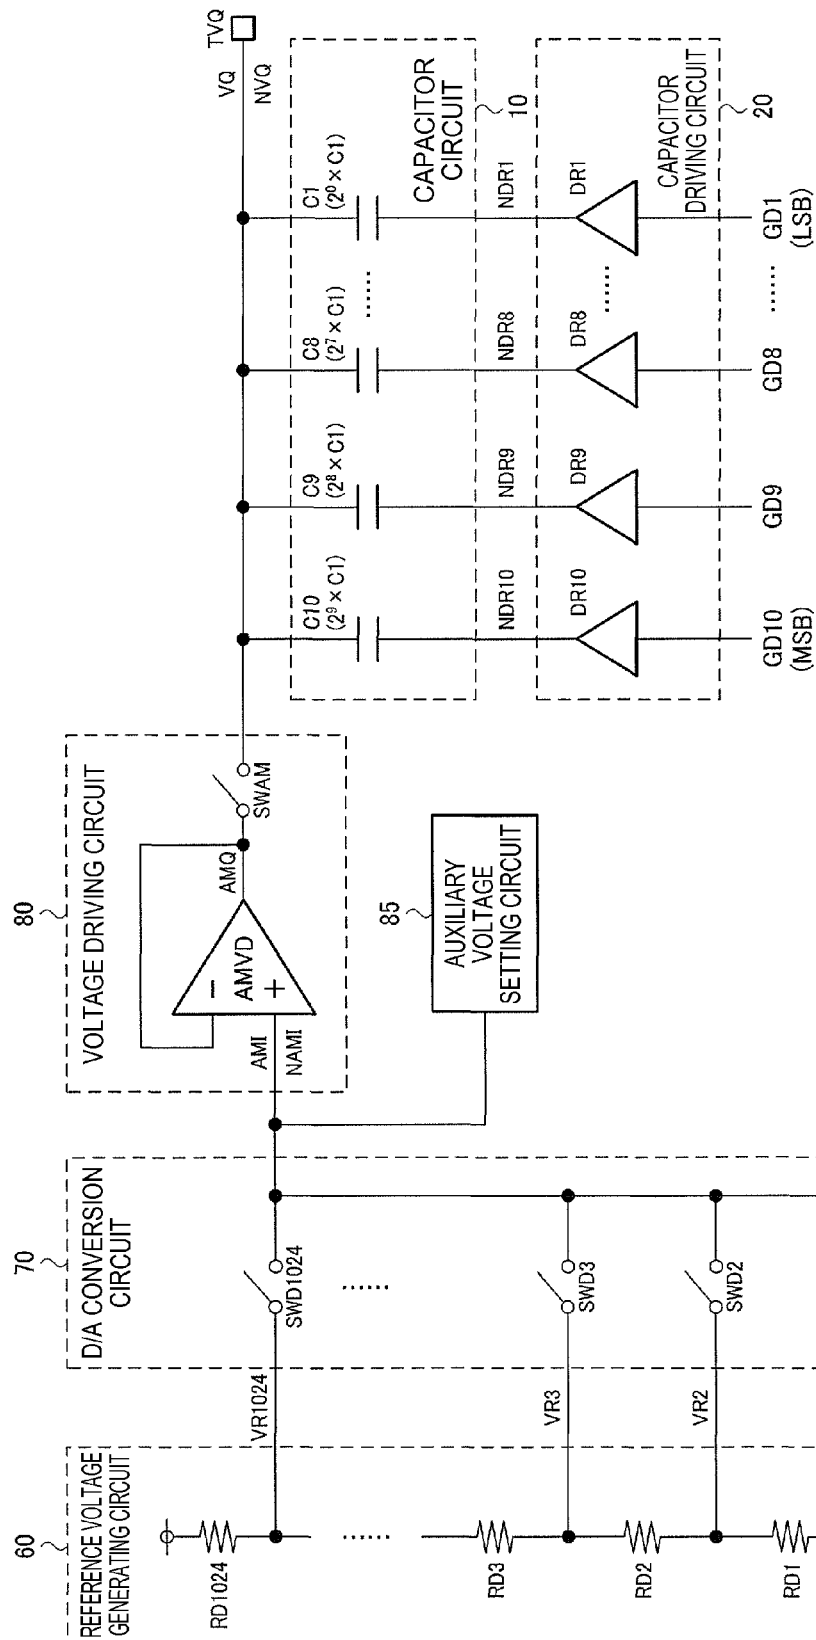 60
REFERENCE VOLTAGE
GENERATING CIRCUIT
RD1024
......
RD3
RD2
RD1
VR1024
VR3
VR2
70
D/A CONVERSION
CIRCUIT
SWD1024
......
SWD3
SWD2
80
VOLTAGE DRIVING CIRCUIT
AMI
NAMI
−
AMVD
+
AMQ
SWAM
85
AUXILIARY
VOLTAGE
SETTING CIRCUIT
VQ
NVQ
TVQ
C10
(2⁹ × C1)
C9
(2⁸ × C1)
C8
(2⁷ × C1)
......
C1
(2⁰ × C1)
CAPACITOR
CIRCUIT
10
NDR10
NDR9
NDR8
NDR1
DR10
DR9
DR8
......
DR1
CAPACITOR
DRIVING CIRCUIT
20
GD10
(MSB)
GD9
GD8
......
GD1
(LSB)